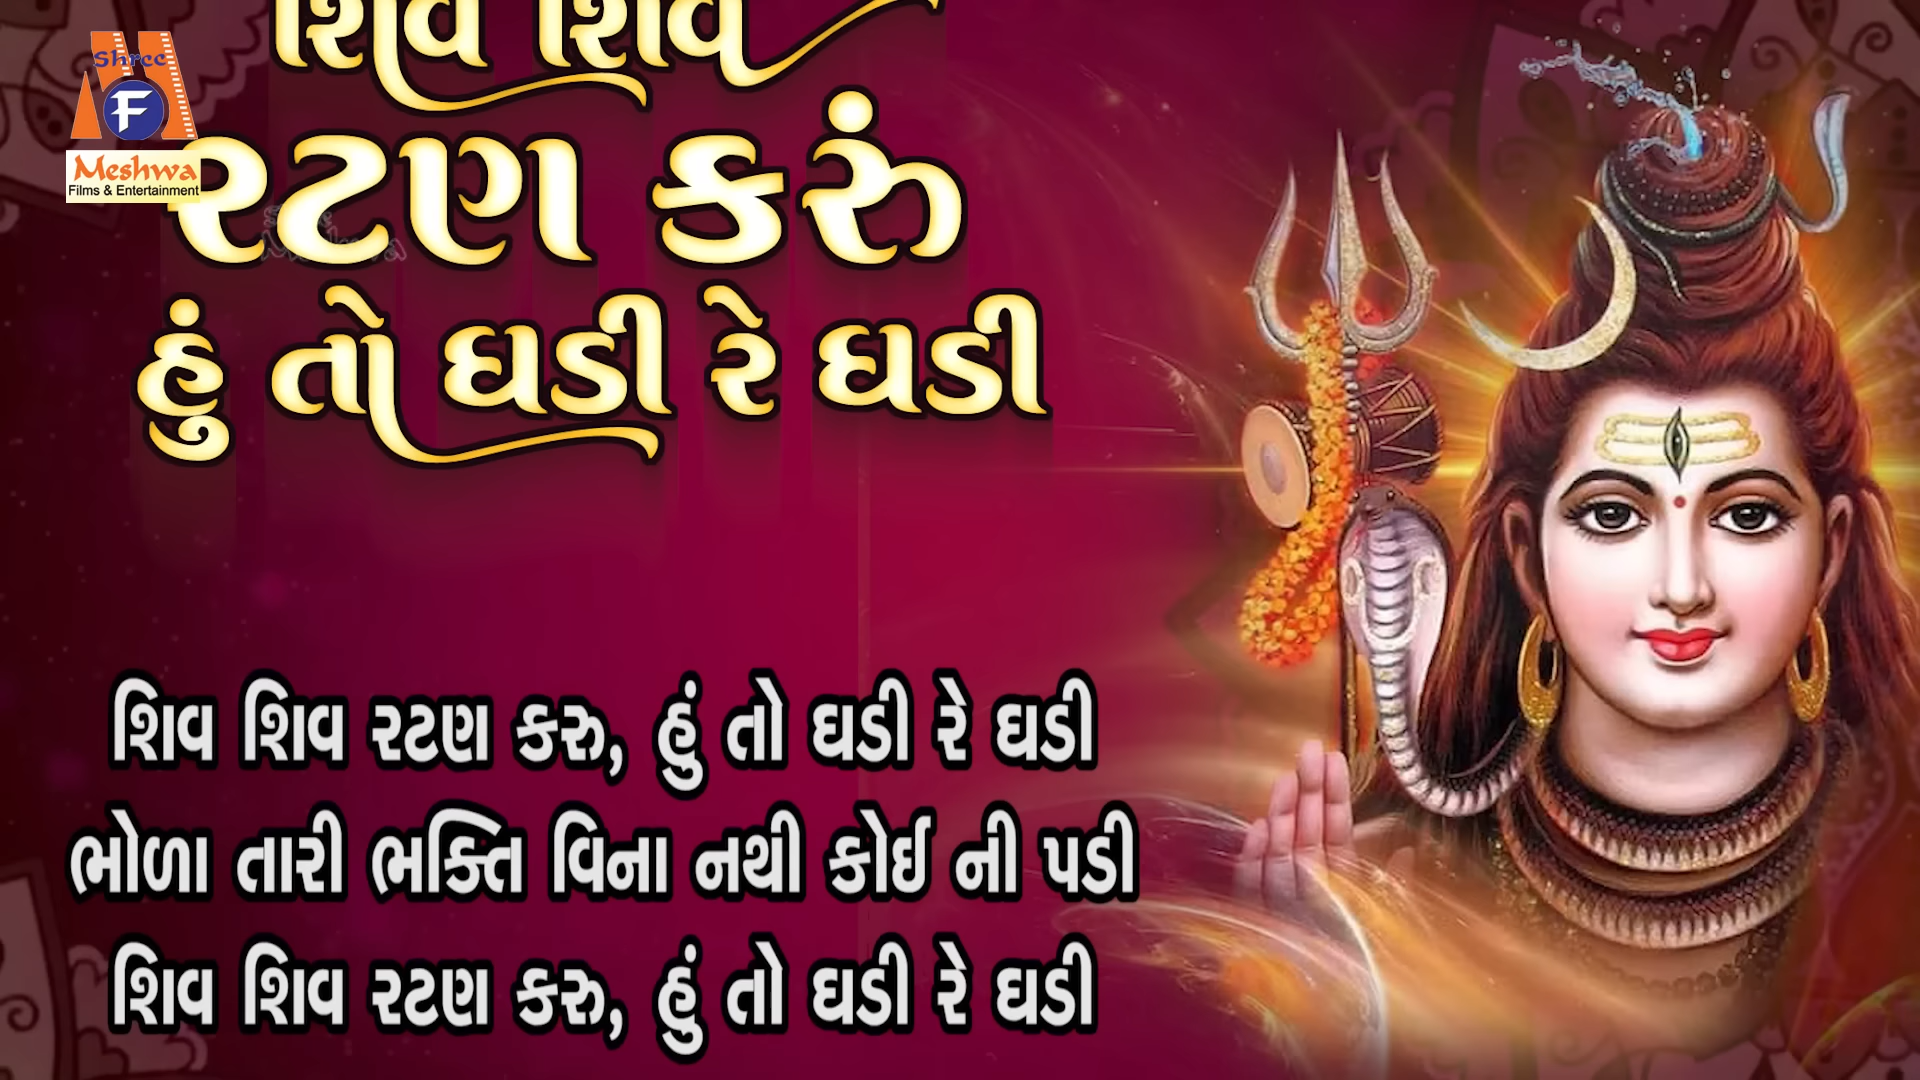 Shree
F
Meshwa
Films & Entertainment
શિવ શિવ
રટણ કરું
હું તો ઘડી રે ઘડી
શિવ શિવ રટણ કરુ, હું તો ઘડી રે ઘડી
ભોળા તારી ભક્તિ વિના નથી કોઈ ની પડી
શિવ શિવ રટણ કરુ, હું તો ઘડી રે ઘડી